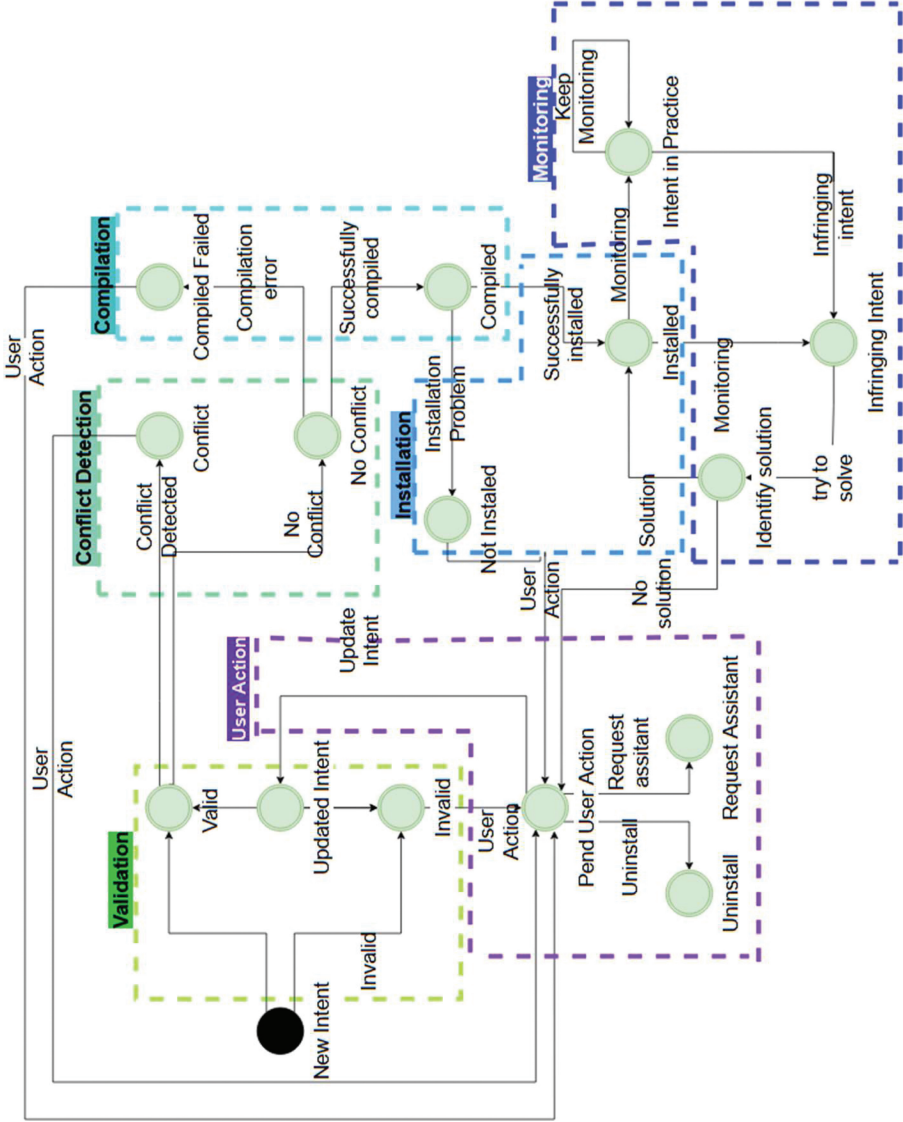 User
Action
User
Action
Validation
New Intent
Invalid
Valid
Updated Intent
Invalid
User Action
Update
Intent
User
Action
Pend User Action
Uninstall
Uninstall
Request
assitant
Request Assistant
Conflict Detection
Conflict
Detected
Conflict
No
Conflict
No Conflict
Compilation
Compiled Failed
Compilation
error
Successfully
compiled
Compiled
Installation
Installation
Problem
Not Instaled
User
Action
Successfully
installed
Installed
Solution
No
solution
Monitoring
Keep
Monitoring
Monitoring
Intent in Practice
Infringing
intent
Monitoring
Infringing Intent
try to
solve
Identify solution